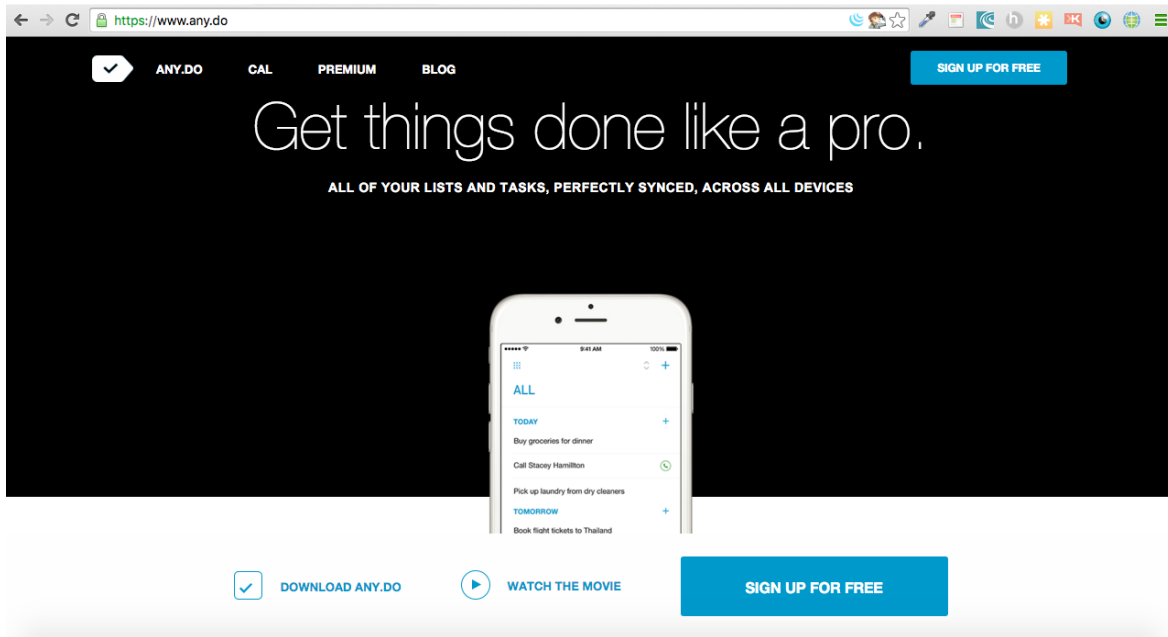 https://www.any.do
ANY.DO CAL PREMIUM BLOG SIGN UP FOR FREE
Get things done like a pro.
ALL OF YOUR LISTS AND TASKS, PERFECTLY SYNCED, ACROSS ALL DEVICES
9:41 AM 100%
ALL
TODAY
Buy groceries for dinner
Call Stacey Hamillton
Pick up laundry from dry cleaners
TOMORROW
Book flight tickets to Thailand
DOWNLOAD ANY.DO WATCH THE MOVIE SIGN UP FOR FREE